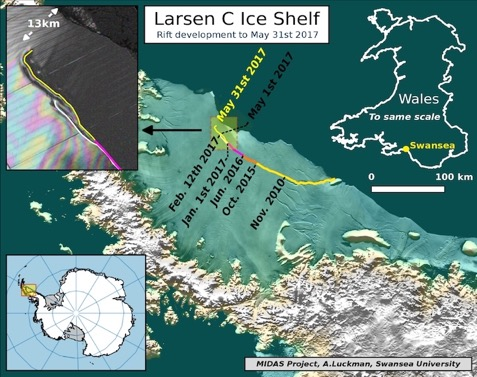 Larsen C Ice Shelf
Rift development to May 31st 2017
13km
May 31st 2017
May 1st 2017
Feb. 12th 2017
Jan. 1st 2017
Jun. 2016
Oct. 2015
Nov. 2010
Wales
To same scale
Swansea
0
100 km
MIDAS Project, A.Luckman, Swansea University